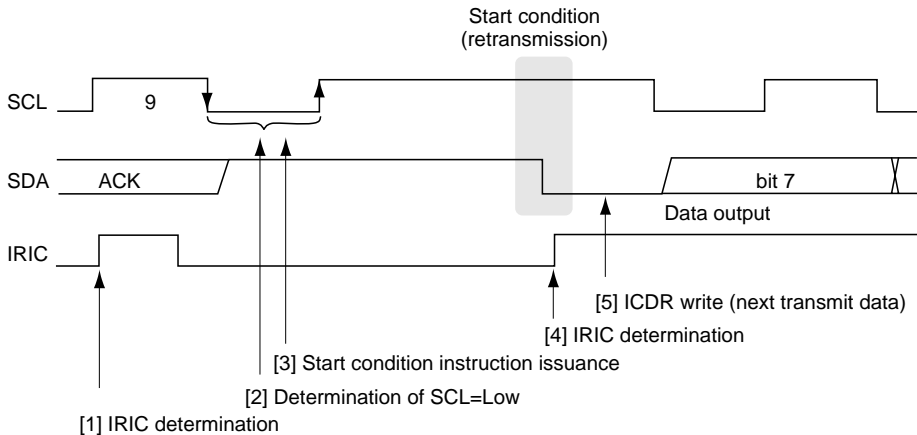 Start condition
(retransmission)
SCL
9
SDA
ACK
bit 7
Data output
IRIC
[5] ICDR write (next transmit data)
[4] IRIC determination
[3] Start condition instruction issuance
[2] Determination of SCL=Low
[1] IRIC determination